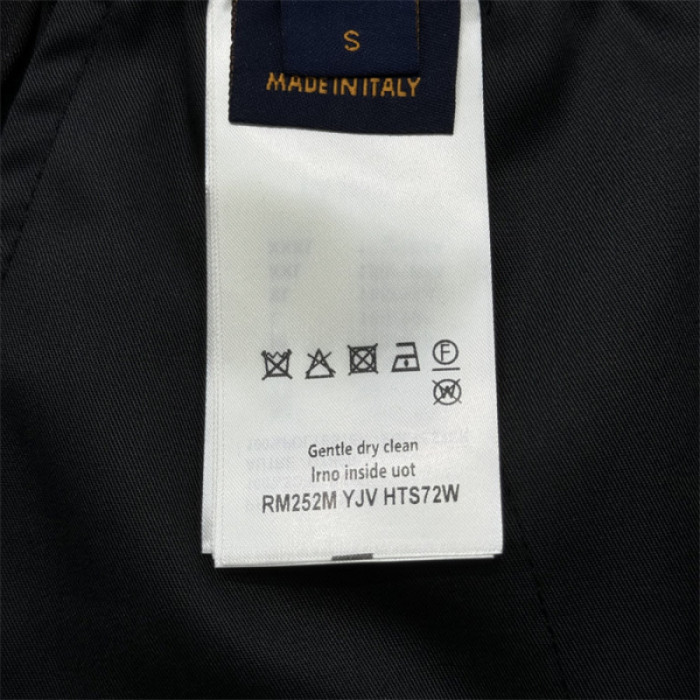 S
MADE IN ITALY
F
W
Gentle dry clean
Irno inside uot
RM252M YJV HTS72W